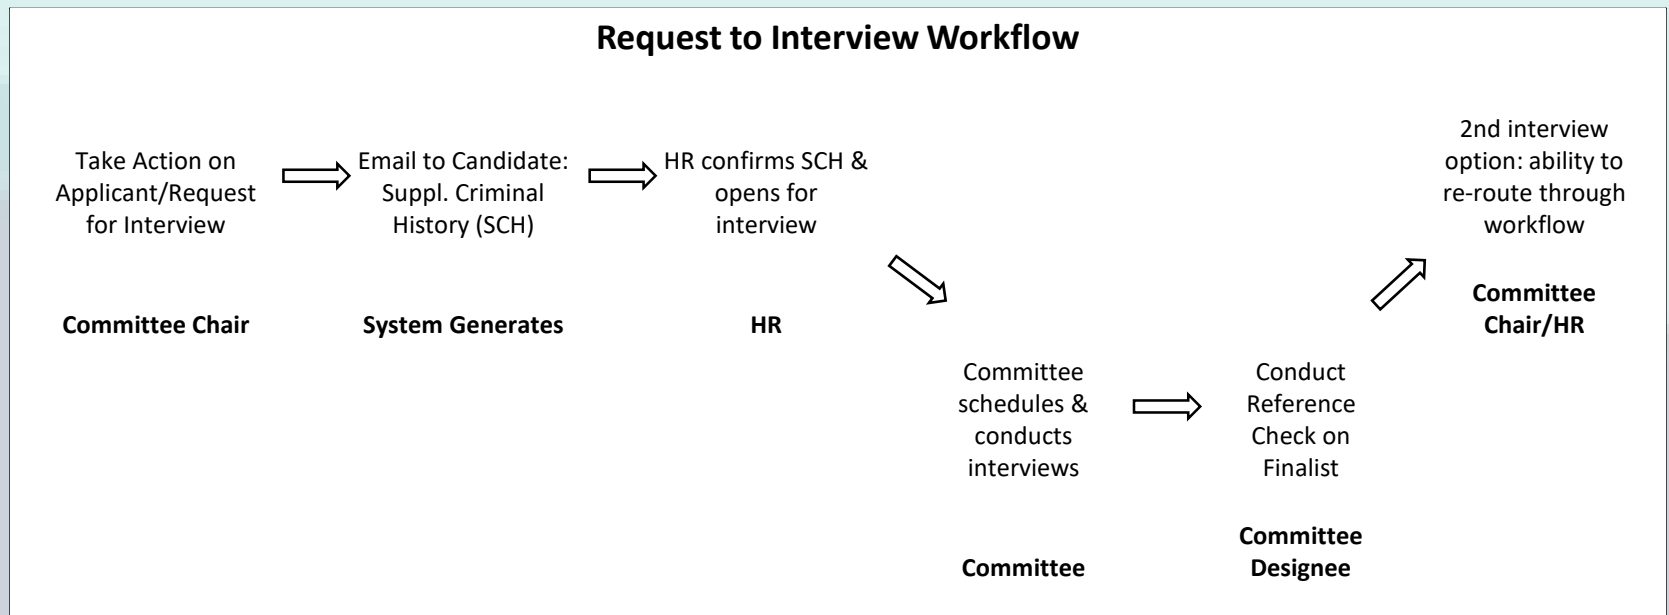 Request to Interview Workflow
Take Action on
Applicant/Request
for Interview
Committee Chair
Email to Candidate:
Suppl. Criminal
History (SCH)
System Generates
HR confirms SCH &
opens for
interview
HR
Committee
schedules &
conducts
interviews
Committee
Conduct
Reference
Check on
Finalist
Committee
Designee
2nd interview
option: ability to
re-route through
workflow
Committee
Chair/HR